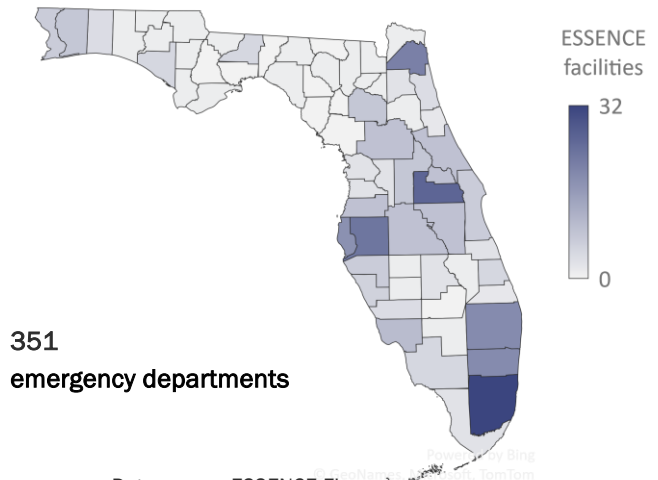 ESSENCE
facilities
32
0
351
emergency departments
Powered by Bing
© GeoNames, Microsoft, TomTom